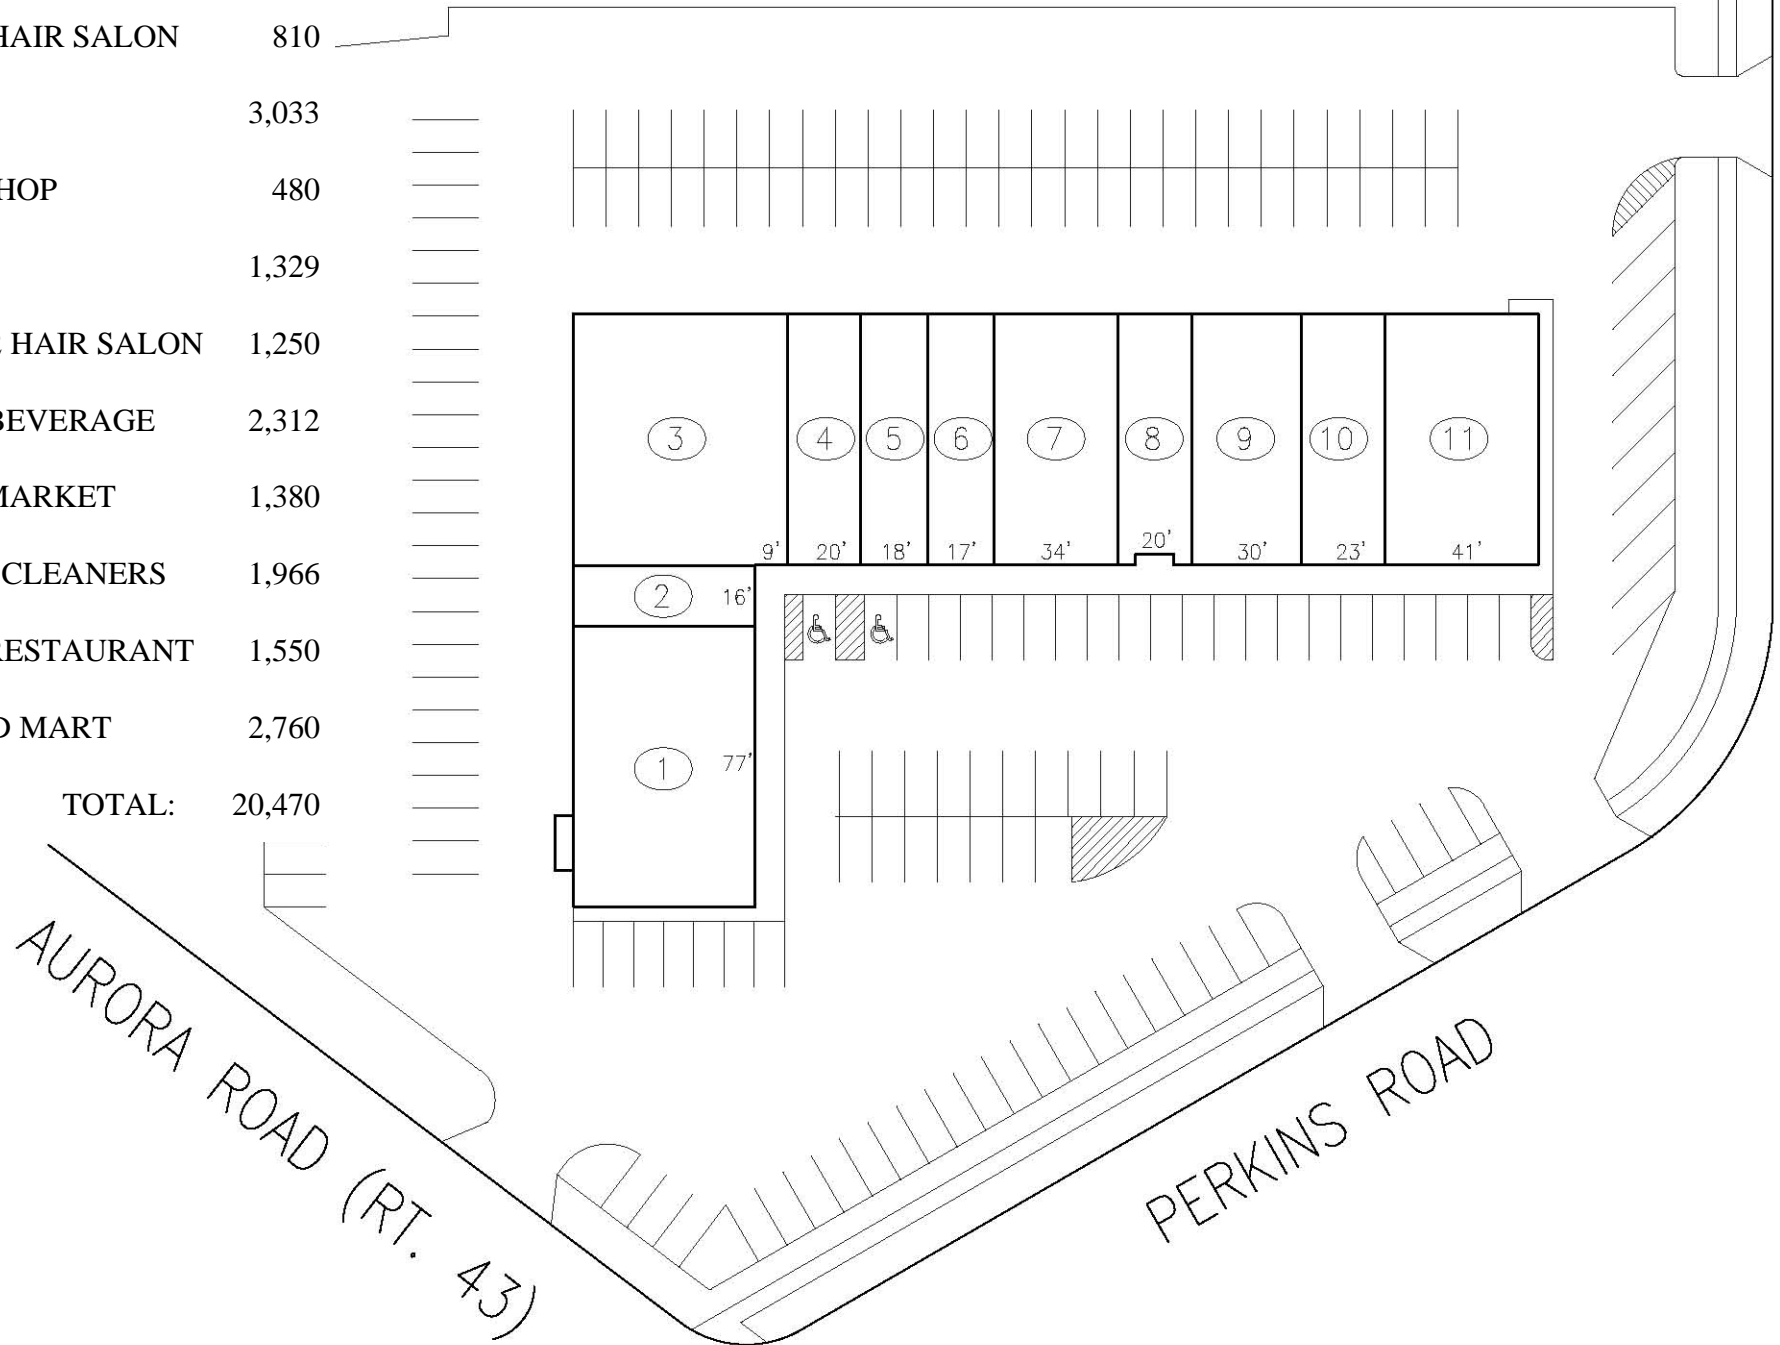 HAIR SALON 810
3,033
HOP 480
1,329
HAIR SALON 1,250
BEVERAGE 2,312
MARKET 1,380
CLEANERS 1,966
RESTAURANT 1,550
MART 2,760
TOTAL: 20,470
3
4
5
6
7
8
9
10
11
9'
20'
18'
17'
34'
20'
30'
23'
41'
2
16'
1
77'
AURORA ROAD (RT. 43)
PERKINS ROAD